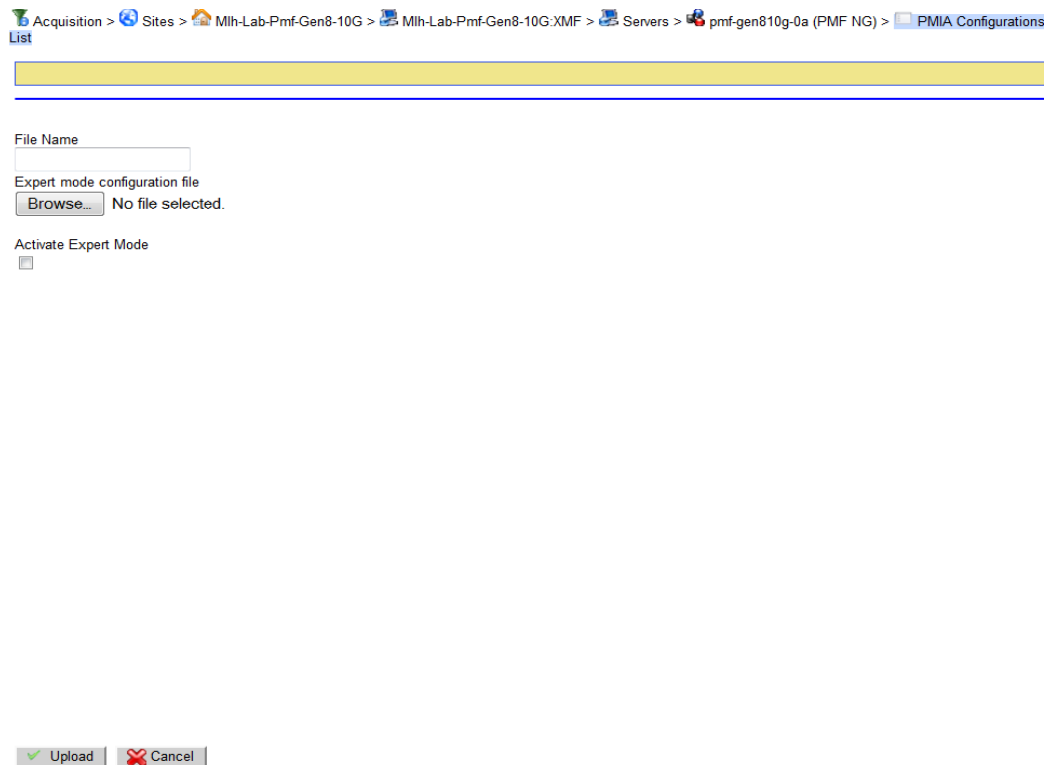 Acquisition > Sites > Mlh-Lab-Pmf-Gen8-10G > Mlh-Lab-Pmf-Gen8-10G:XMF > Servers > pmf-gen810g-0a (PMF NG) > PMIA Configurations
List
File Name
Expert mode configuration file
Browse... No file selected.
Activate Expert Mode
Upload Cancel